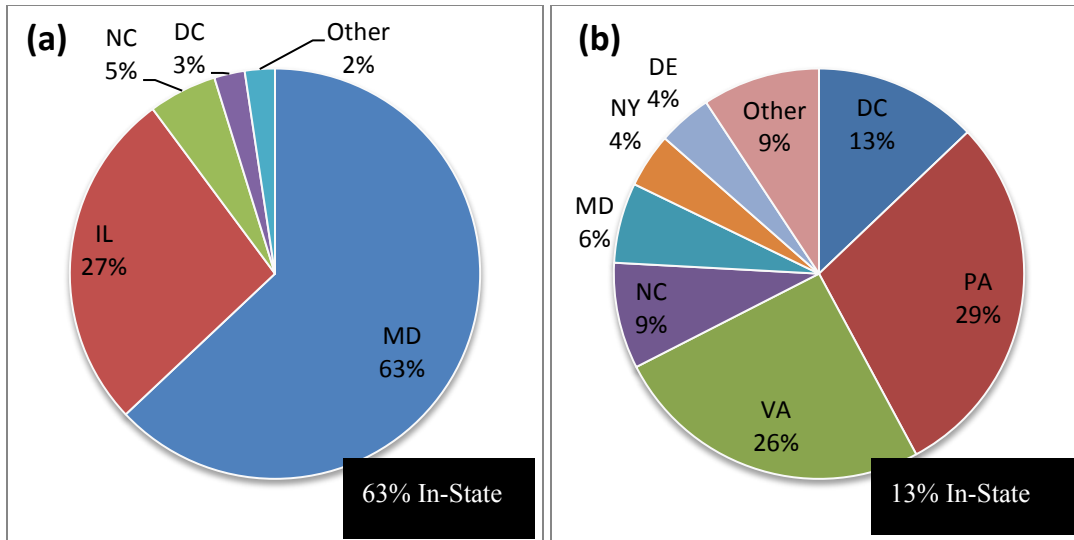 (a)
NC
5%
DC
3%
Other
2%
IL
27%
MD
63%
63% In-State
(b)
DE
4%
NY
4%
Other
9%
DC
13%
MD
6%
PA
29%
NC
9%
VA
26%
13% In-State